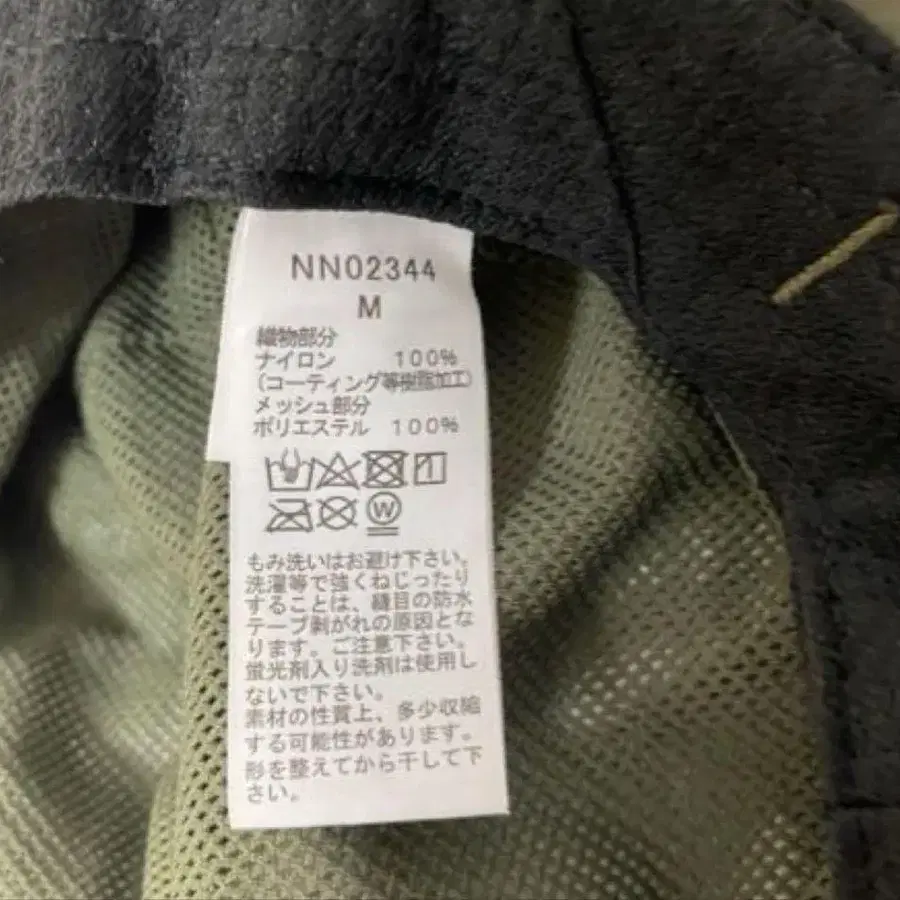 NN02344
M
織物部分
ナイロン 100%
(コーティング等樹脂加工)
メッシュ部分
ポリエステル 100%
W
もみ洗いはお避け下さい。
洗濯等で強くねじったり
することは、縫目の防水
テープ剥がれの原因とな
ります。ご注意下さい。
蛍光剤入り洗剤は使用し
ないで下さい。
素材の性質上、多少収縮
する可能性があります。
形を整えてから干して下
さい。